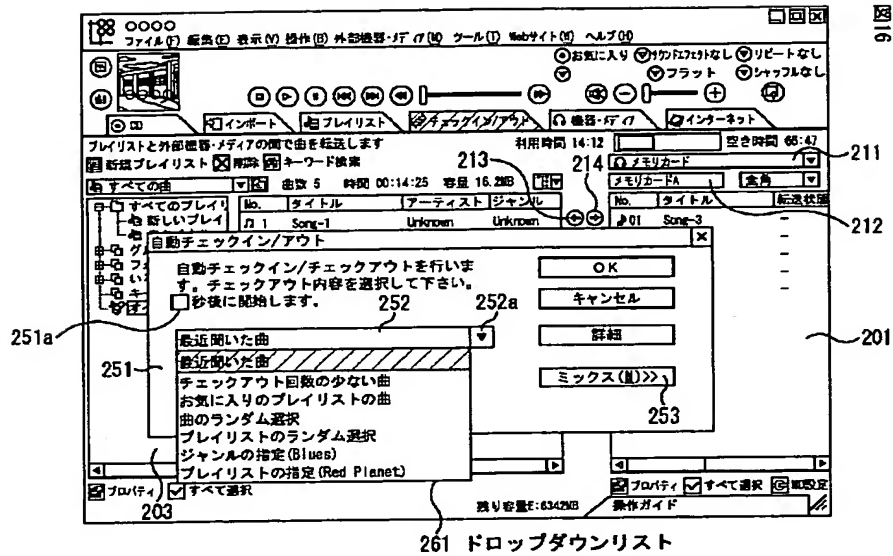 図16
OOOO
ファイル(F) 編集(E) 表示(V) 操作(B) 外部機器・メディア(M) ツール(T) Webサイト(W) ヘルプ(H)
お気に入り サウンドエフェクトなし リピートなし
フラット シャッフルなし
インポート プレイリスト チェックイン/アウト 機器・メディア インターネット
プレイリストと外部機器・メディアの間で曲を転送します 利用時間 14:12 空き時間 66:47
新規プレイリスト 削除 キーワード検索 213 214 メモリカード 211
すべての曲 曲数 5 時間 00:14:25 容量 16.2MB メモリカードA 全角
すべてのプレイリ No. タイトル アーティスト ジャンル No. タイトル 転送状態 212
新しいプレイ 1 Song-1 Unknown Unknown 01 Song-3 -
自動チェックイン/アウト
自動チェックイン/チェックアウトを行いま
す。チェックアウト内容を選択して下さい。
秒後に開始します。
OK
キャンセル
詳細
ミックス(M)>>
251a 252 252a
最近聞いた曲
251 201
最近聞いた曲
チェックアウト回数の少ない曲
お気に入りのプレイリストの曲
曲のランダム選択
プレイリストのランダム選択
ジャンルの指定(Blues)
プレイリストの指定(Red Planet)
253
プロパティ すべて選択 プロパティ すべて選択 MD設定
203 残り容量E:6342MB 操作ガイド
261 ドロップダウンリスト